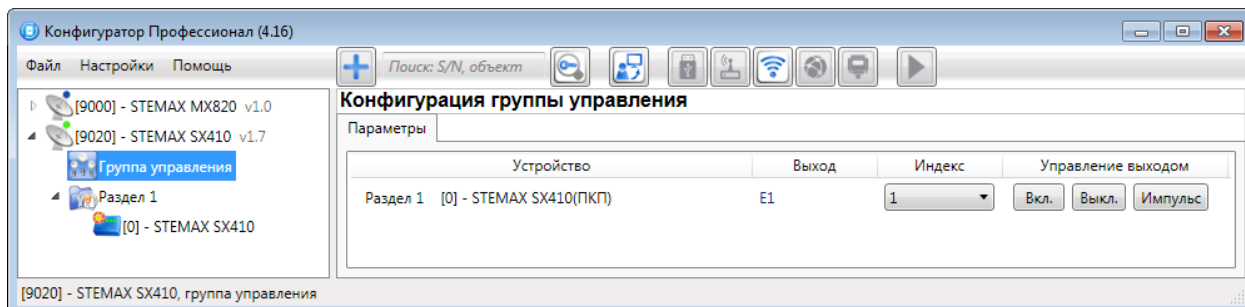 Конфигуратор Профессионал (4.16)
Файл Настройки Помощь
Поиск: S/N, объект
[9000] - STEMAX MX820 v1.0
[9020] - STEMAX SX410 v1.7
Группа управления
Раздел 1
[0] - STEMAX SX410
Конфигурация группы управления
Параметры
Устройство Выход Индекс Управление выходом
Раздел 1 [0] - STEMAX SX410(ПКП) E1 1 Вкл. Выкл. Импульс
[9020] - STEMAX SX410, группа управления